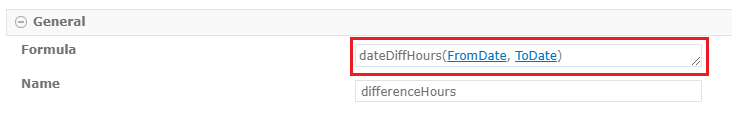 General
Formula
dateDiffHours(FromDate, ToDate)
Name
differenceHours